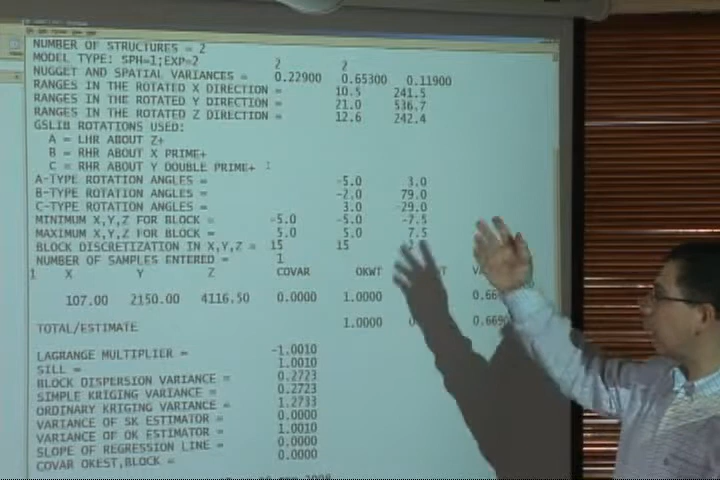 NUMBER OF STRUCTURES = 2
MODEL TYPE: SPH=1;EXP=2 2 2
NUGGET AND SPATIAL VARIANCES = 0.22900 0.65300 0.11900
RANGES IN THE ROTATED X DIRECTION = 10.5 241.5
RANGES IN THE ROTATED Y DIRECTION = 21.0 536.7
RANGES IN THE ROTATED Z DIRECTION = 12.6 242.4
GSLIB ROTATIONS USED:
A = LHR ABOUT Z+
B = RHR ABOUT X PRIME+
C = RHR ABOUT Y DOUBLE PRIME+
A-TYPE ROTATION ANGLES = -5.0 3.0
B-TYPE ROTATION ANGLES = -2.0 79.0
C-TYPE ROTATION ANGLES = 3.0 -29.0
MINIMUM X,Y,Z FOR BLOCK = -5.0 -5.0 -7.5
MAXIMUM X,Y,Z FOR BLOCK = 5.0 5.0 7.5
BLOCK DISCRETIZATION IN X,Y,Z = 15 15
NUMBER OF SAMPLES ENTERED = 1
1 X Y Z COVAR OKWT
107.00 2150.00 4116.50 0.0000 1.0000
TOTAL/ESTIMATE 1.0000
LAGRANGE MULTIPLIER = -1.0010
SILL = 1.0010
BLOCK DISPERSION VARIANCE = 0.2723
SIMPLE KRIGING VARIANCE = 0.2723
ORDINARY KRIGING VARIANCE = 1.2733
VARIANCE OF SK ESTIMATOR = 0.0000
VARIANCE OF OK ESTIMATOR = 1.0010
SLOPE OF REGRESSION LINE = 0.0000
COVAR OKEST,BLOCK = 0.0000